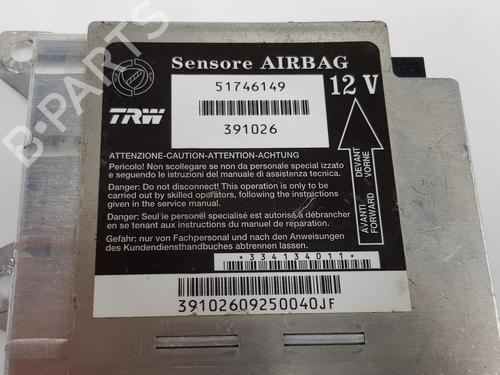 Sensore AIRBAG
51746149
12 V
TRW
391026
ATTENZIONE-CAUTION-ATTENTION-ACHTUNG
Pericolo! Non scollegare se non da personale special izzato
e seguendo le istruzioni del manuale di assistenza tecnica.
Danger: Do not disconnect! This operation is only to be
carried out by skilled operators, following the instructions
given in the service manual.
Danger: Seul le personel specialisé est autorisé a débrancher
en se tenant aux instructions du manuel de réparation.
Gefahr: nur von Fachpersonal und nach den Anweisungen
des Kundendiensthandbuches abtrennen lassen.
AVANTI DEVANT
FORWARD VORNE
*334134011*
39102609250040JF
B-PARTS